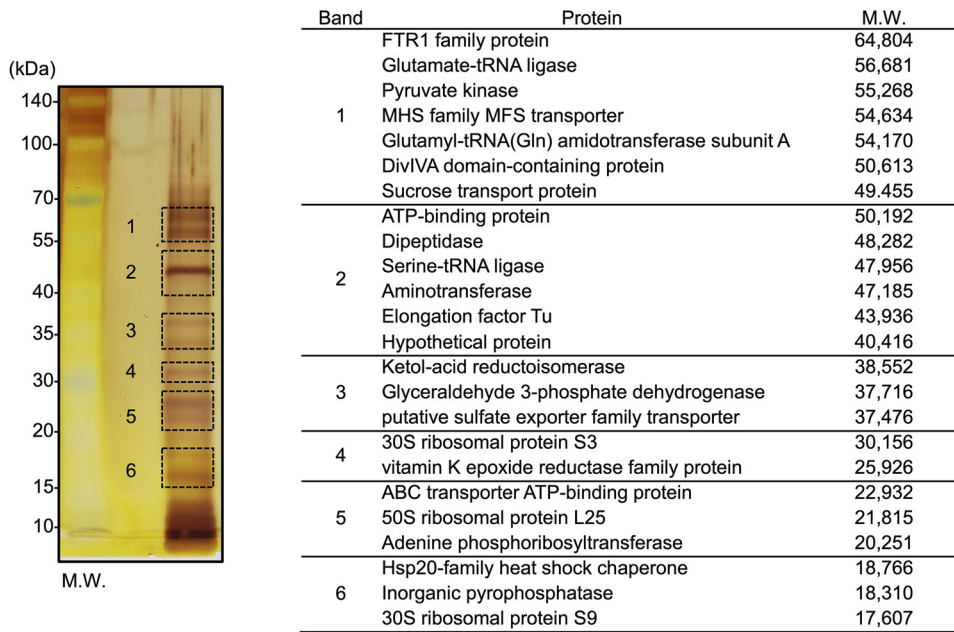 (kDa)
140
100
70
55
40
35
30
20
15
10
1
2
3
4
5
6
M.W.
Band Protein M.W.
FTR1 family protein 64,804
Glutamate-tRNA ligase 56,681
Pyruvate kinase 55,268
1 MHS family MFS transporter 54,634
Glutamyl-tRNA(Gln) amidotransferase subunit A 54,170
DivIVA domain-containing protein 50,613
Sucrose transport protein 49.455
ATP-binding protein 50,192
Dipeptidase 48,282
2 Serine-tRNA ligase 47,956
Aminotransferase 47,185
Elongation factor Tu 43,936
Hypothetical protein 40,416
Ketol-acid reductoisomerase 38,552
3 Glyceraldehyde 3-phosphate dehydrogenase 37,716
putative sulfate exporter family transporter 37,476
4 30S ribosomal protein S3 30,156
vitamin K epoxide reductase family protein 25,926
ABC transporter ATP-binding protein 22,932
5 50S ribosomal protein L25 21,815
Adenine phosphoribosyltransferase 20,251
Hsp20-family heat shock chaperone 18,766
6 Inorganic pyrophosphatase 18,310
30S ribosomal protein S9 17,607